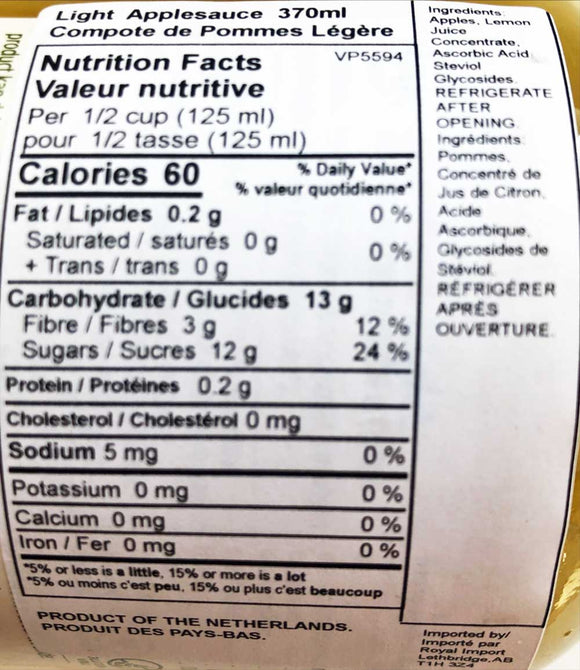 Light Applesauce 370ml
Compote de Pommes Légère
Nutrition Facts
VP5594
Valeur nutritive
Per 1/2 cup (125 ml)
pour 1/2 tasse (125 ml)
Calories 60
% Daily Value*
% valeur quotidienne*
Fat / Lipides 0.2 g 0 %
Saturated / saturés 0 g
+ Trans / trans 0 g
0 %
Carbohydrate / Glucides 13 g
Fibre / Fibres 3 g 12 %
Sugars / Sucres 12 g 24 %
Protein / Protéines 0.2 g
Cholesterol / Cholestérol 0 mg
Sodium 5 mg 0 %
Potassium 0 mg 0 %
Calcium 0 mg 0 %
Iron / Fer 0 mg 0 %
*5% or less is a little, 15% or more is a lot
*5% ou moins c'est peu, 15% ou plus c'est beaucoup
PRODUCT OF THE NETHERLANDS.
PRODUIT DES PAYS-BAS.
Ingredients:
Apples, Lemon
Juice
Concentrate,
Ascorbic Acid,
Steviol
Glycosides.
REFRIGERATE
AFTER
OPENING.
Ingrédients:
Pommes,
Concentré de
Jus de Citron,
Acide
Ascorbique,
Glycosides de
Stéviol.
RÉFRIGÉRER
APRÈS
OUVERTURE.
Imported by/
Importé par
Royal Import
Lethbridge, AB
T1H 3Z4
product